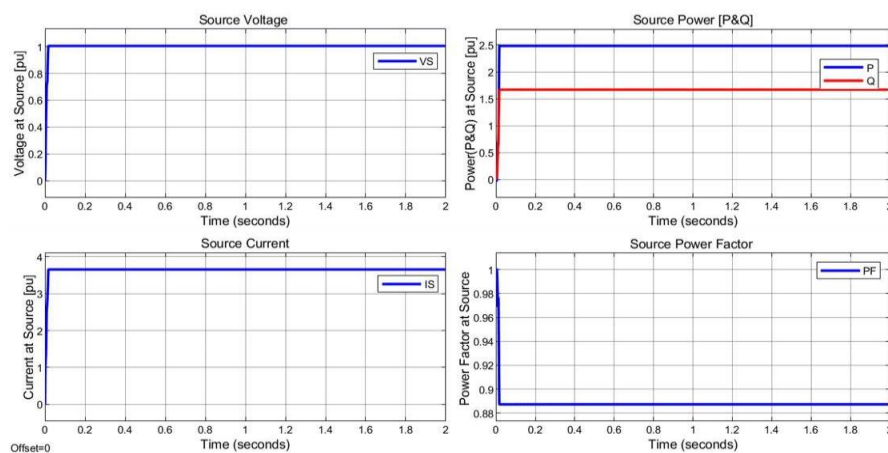 Source Voltage
Voltage at Source [pu]
1
0.8
0.6
0.4
0.2
0
VS
0 0.2 0.4 0.6 0.8 1 1.2 1.4 1.6 1.8 2
Time (seconds)
Source Power [P&Q]
Power(P&Q) at Source [pu]
2.5
2
1.5
1
0.5
0
P
Q
0 0.2 0.4 0.6 0.8 1 1.2 1.4 1.6 1.8 2
Time (seconds)
Source Current
Current at Source [pu]
4
3
2
1
0
IS
0 0.2 0.4 0.6 0.8 1 1.2 1.4 1.6 1.8 2
Time (seconds)
Offset=0
Source Power Factor
Power Factor at Source
1
0.98
0.96
0.94
0.92
0.9
0.88
PF
0 0.2 0.4 0.6 0.8 1 1.2 1.4 1.6 1.8 2
Time (seconds)